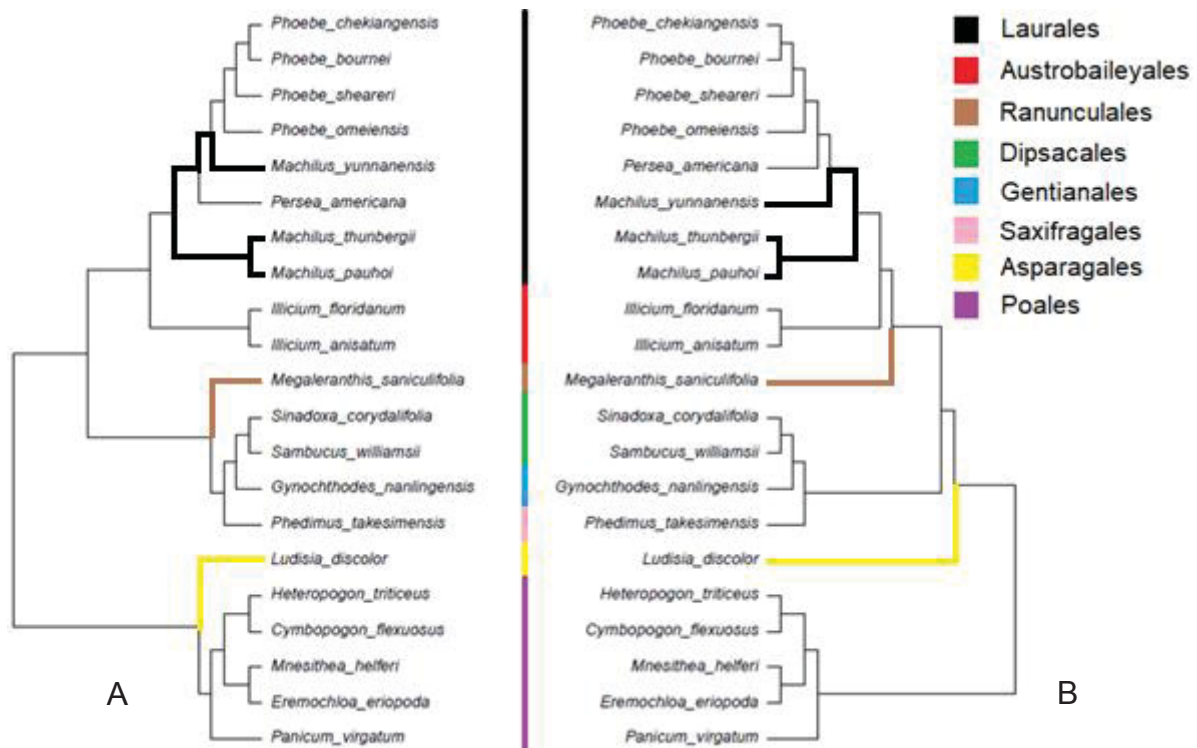 Phoebe_chekiangensis
Phoebe_bournei
Phoebe_sheareri
Phoebe_omeiensis
Machilus_yunnanensis
Persea_americana
Machilus_thunbergii
Machilus_pauhoi
Illicium_floridanum
Illicium_anisatum
Megaleranthis_saniculifolia
Sinadoxa_corydalifolia
Sambucus_williamsii
Gynochthodes_nanlingensis
Phedimus_takesimensis
Ludisia_discolor
Heteropogon_triticeus
Cymbopogon_flexuosus
Mnesithea_helferi
Eremochloa_eriopoda
Panicum_virgatum
A
Phoebe_chekiangensis
Phoebe_bournei
Phoebe_sheareri
Phoebe_omeiensis
Persea_americana
Machilus_yunnanensis
Machilus_thunbergii
Machilus_pauhoi
Illicium_floridanum
Illicium_anisatum
Megaleranthis_saniculifolia
Sinadoxa_corydalifolia
Sambucus_williamsii
Gynochthodes_nanlingensis
Phedimus_takesimensis
Ludisia_discolor
Heteropogon_triticeus
Cymbopogon_flexuosus
Mnesithea_helferi
Eremochloa_eriopoda
Panicum_virgatum
B
Laurales
Austrobaileyales
Ranunculales
Dipsacales
Gentianales
Saxifragales
Asparagales
Poales